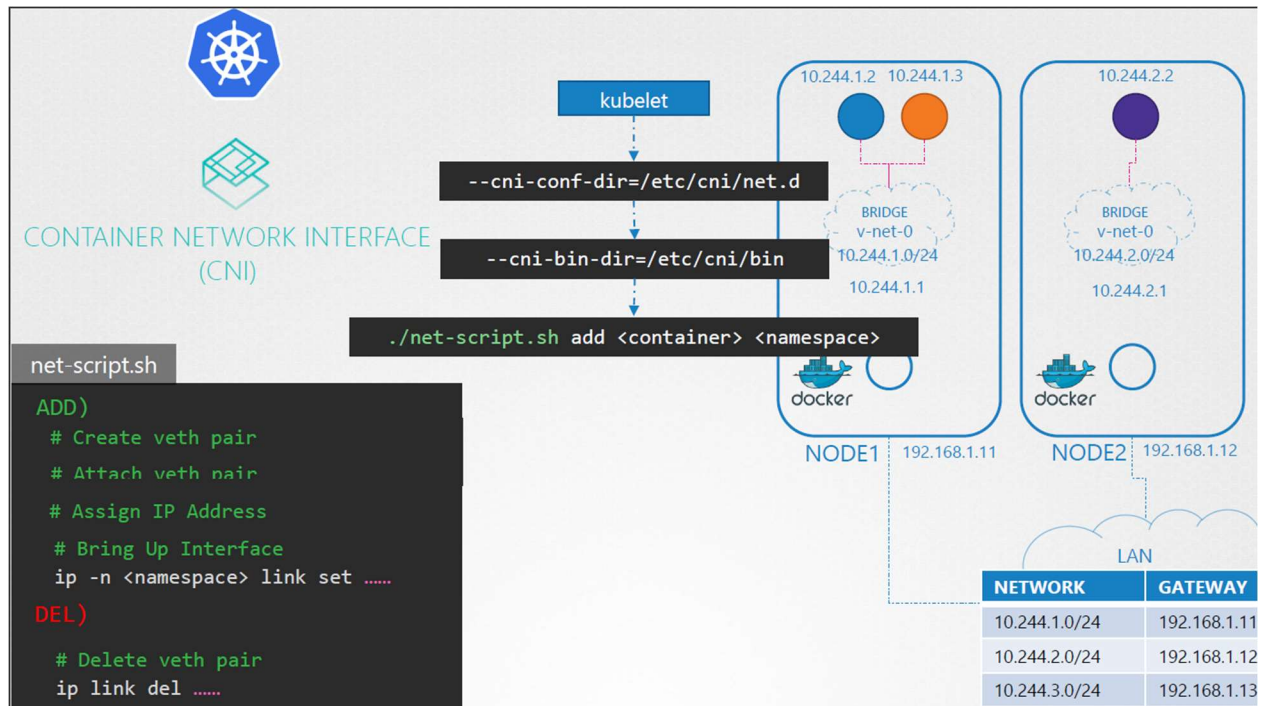 CONTAINER NETWORK INTERFACE
(CNI)
kubelet
--cni-conf-dir=/etc/cni/net.d
--cni-bin-dir=/etc/cni/bin
./net-script.sh add <container> <namespace>
net-script.sh
ADD)
# Create veth pair
# Attach veth pair
# Assign IP Address
# Bring Up Interface
ip -n <namespace> link set ......
DEL)
# Delete veth pair
ip link del ......
10.244.1.2 10.244.1.3
BRIDGE
v-net-0
10.244.1.0/24
10.244.1.1
docker
NODE1 192.168.1.11
10.244.2.2
BRIDGE
v-net-0
10.244.2.0/24
10.244.2.1
docker
NODE2 192.168.1.12
LAN
NETWORK GATEWAY
10.244.1.0/24 192.168.1.11
10.244.2.0/24 192.168.1.12
10.244.3.0/24 192.168.1.13